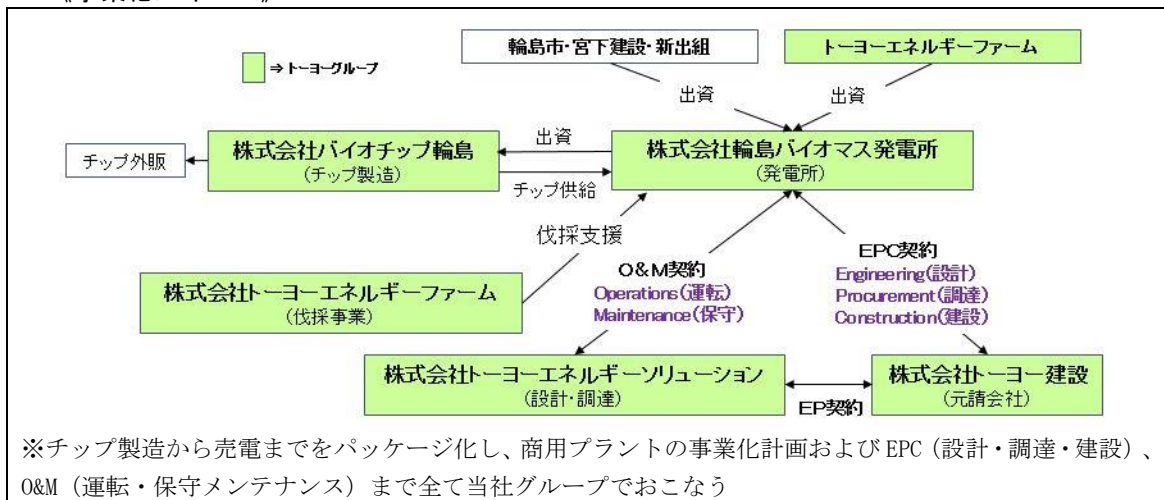 輪島市・宮下建設・新出組
トーヨーエネルギーファーム
⇒トーヨーグループ
出資
出資
株式会社バイオチップ輪島
(チップ製造)
出資
株式会社輪島バイオマス発電所
(発電所)
チップ外販
チップ供給
伐採支援
株式会社トーヨーエネルギーファーム
(伐採事業)
O&M契約
Operations(運転)
Maintenance(保守)
EPC契約
Engineering(設計)
Procurement(調達)
Construction(建設)
株式会社トーヨーエネルギーソリューション
(設計・調達)
EP契約
株式会社トーヨー建設
(元請会社)
※チップ製造から売電までをパッケージ化し、商用プラントの事業化計画および EPC（設計・調達・建設）、
O&M（運転・保守メンテナンス）まで全て当社グループでおこなう